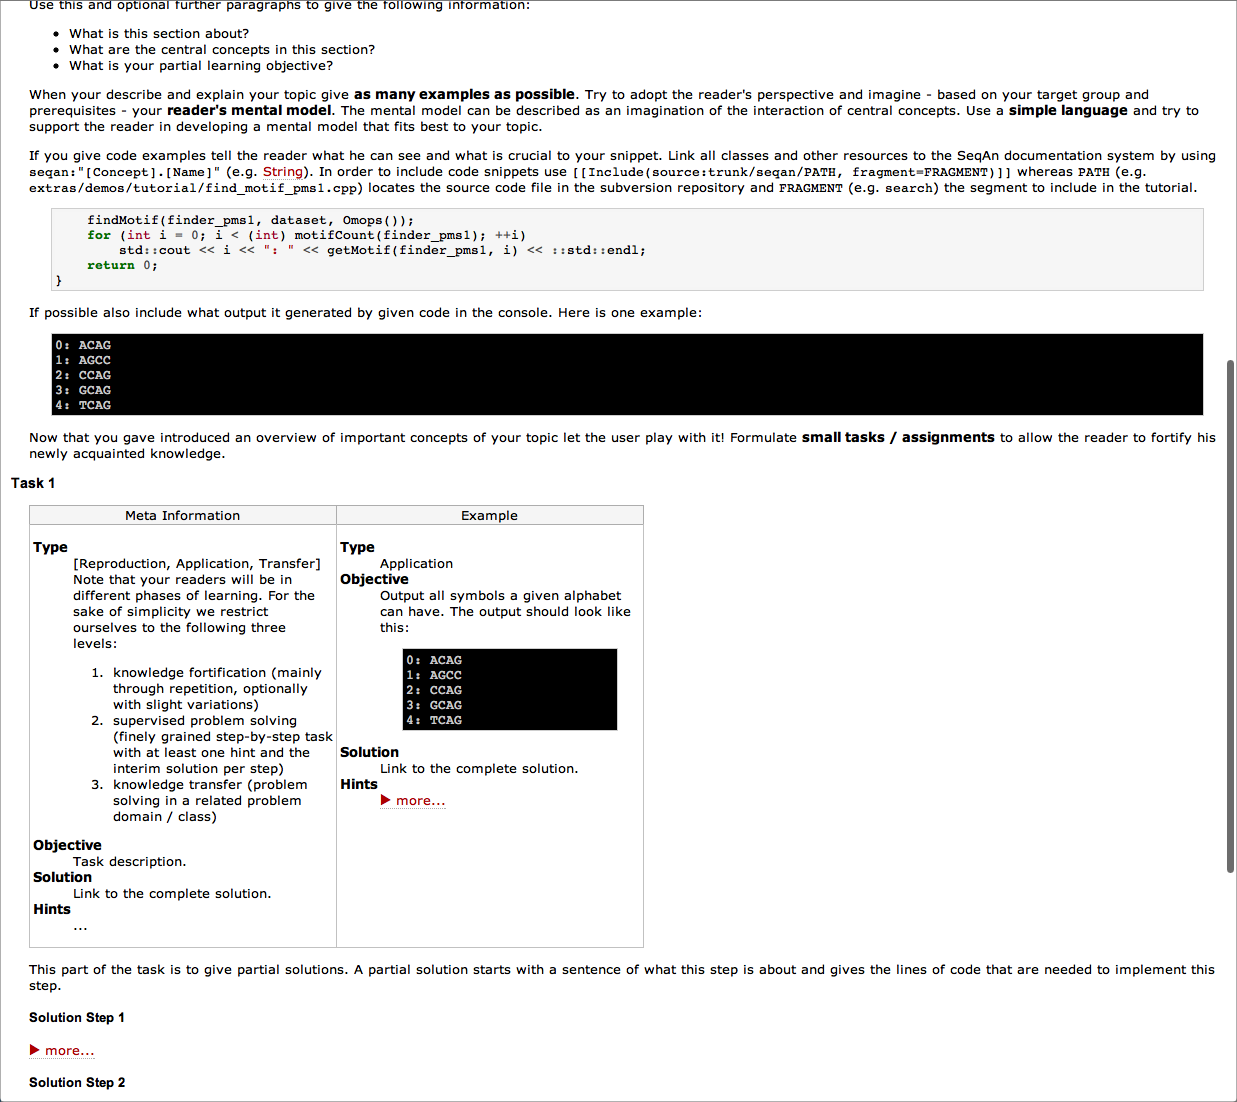 Use this and optional further paragraphs to give the following information:
• What is this section about?
• What are the central concepts in this section?
• What is your partial learning objective?
When your describe and explain your topic give as many examples as possible. Try to adopt the reader's perspective and imagine - based on your target group and
prerequisites - your reader's mental model. The mental model can be described as an imagination of the interaction of central concepts. Use a simple language and try to
support the reader in developing a mental model that fits best to your topic.
If you give code examples tell the reader what he can see and what is crucial to your snippet. Link all classes and other resources to the SeqAn documentation system by using
seqan:"[Concept].[Name]" (e.g. String). In order to include code snippets use [[Include(source:trunk/seqan/PATH, fragment=FRAGMENT)]] whereas PATH (e.g.
extras/demos/tutorial/find_motif_pms1.cpp) locates the source code file in the subversion repository and FRAGMENT (e.g. search) the segment to include in the tutorial.
findMotif(finder_pms1, dataset, Omops());
for (int i = 0; i < (int) motifCount(finder_pms1); ++i)
std::cout << i << ": " << getMotif(finder_pms1, i) << ::std::endl;
return 0;
}
If possible also include what output it generated by given code in the console. Here is one example:
0: ACAG
1: AGCC
2: CCAG
3: GCAG
4: TCAG
Now that you gave introduced an overview of important concepts of your topic let the user play with it! Formulate small tasks / assignments to allow the reader to fortify his
newly acquainted knowledge.
Task 1
Meta Information
Type
[Reproduction, Application, Transfer]
Note that your readers will be in
different phases of learning. For the
sake of simplicity we restrict
ourselves to the following three
levels:
1. knowledge fortification (mainly
through repetition, optionally
with slight variations)
2. supervised problem solving
(finely grained step-by-step task
with at least one hint and the
interim solution per step)
3. knowledge transfer (problem
solving in a related problem
domain / class)
Objective
Task description.
Solution
Link to the complete solution.
Hints
...
Example
Type
Application
Objective
Output all symbols a given alphabet
can have. The output should look like
this:
0: ACAG
1: AGCC
2: CCAG
3: GCAG
4: TCAG
Solution
Link to the complete solution.
Hints
▶ more...
This part of the task is to give partial solutions. A partial solution starts with a sentence of what this step is about and gives the lines of code that are needed to implement this
step.
Solution Step 1
▶ more...
Solution Step 2